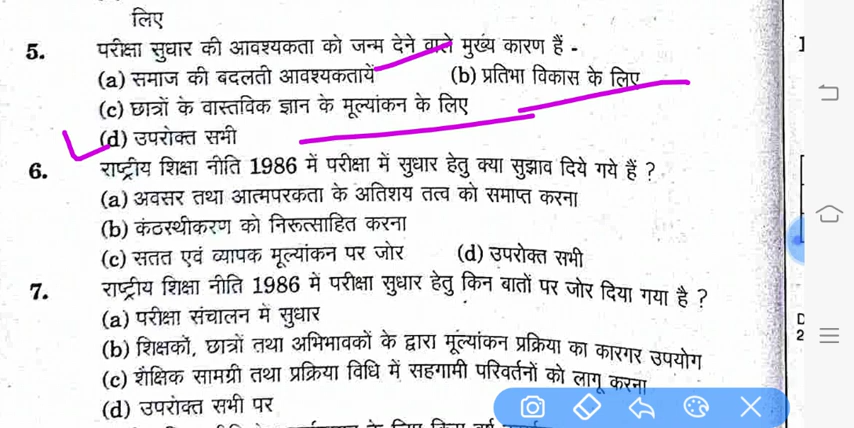 लिए
5. परीक्षा सुधार की आवश्यकता को जन्म देने वाले मुख्य कारण हैं -
(a) समाज की बदलती आवश्यकतायें (b) प्रतिभा विकास के लिए
(c) छात्रों के वास्तविक ज्ञान के मूल्यांकन के लिए
(d) उपरोक्त सभी
6. राष्ट्रीय शिक्षा नीति 1986 में परीक्षा में सुधार हेतु क्या सुझाव दिये गये हैं ?
(a) अवसर तथा आत्मपरकता के अतिशय तत्व को समाप्त करना
(b) कंठस्थीकरण को निरूत्साहित करना
(c) सतत एवं व्यापक मूल्यांकन पर जोर (d) उपरोक्त सभी
7. राष्ट्रीय शिक्षा नीति 1986 में परीक्षा सुधार हेतु किन बातों पर जोर दिया गया है ?
(a) परीक्षा संचालन में सुधार
(b) शिक्षकों, छात्रों तथा अभिभावकों के द्वारा मूल्यांकन प्रक्रिया का कारगर उपयोग
(c) शैक्षिक सामग्री तथा प्रक्रिया विधि में सहगामी परिवर्तनों को लागू करना
(d) उपरोक्त सभी पर